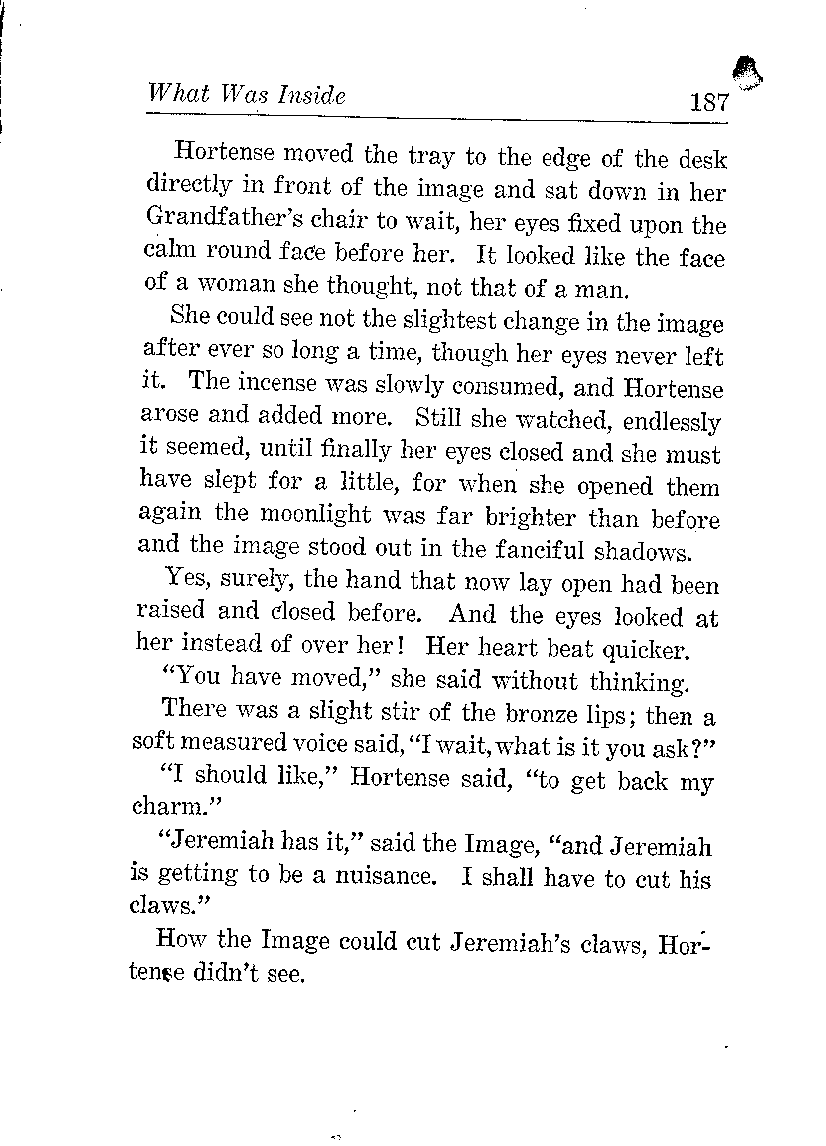 What Was Inside 187
Hortense moved the tray to the edge of the desk
directly in front of the image and sat down in her
Grandfather's chair to wait, her eyes fixed upon the
calm round face before her. It looked like the face
of a woman she thought, not that of a man.
She could see not the slightest change in the image
after ever so long a time, though her eyes never left
it. The incense was slowly consumed, and Hortense
arose and added more. Still she watched, endlessly
it seemed, until finally her eyes closed and she must
have slept for a little, for when she opened them
again the moonlight was far brighter than before
and the image stood out in the fanciful shadows.
Yes, surely, the hand that now lay open had been
raised and closed before. And the eyes looked at
her instead of over her! Her heart beat quicker.
"You have moved," she said without thinking.
There was a slight stir of the bronze lips; then a
soft measured voice said, "I wait, what is it you ask?"
"I should like," Hortense said, "to get back my
charm."
"Jeremiah has it," said the Image, "and Jeremiah
is getting to be a nuisance. I shall have to cut his
claws."
How the Image could cut Jeremiah's claws, Hor-
tense didn't see.